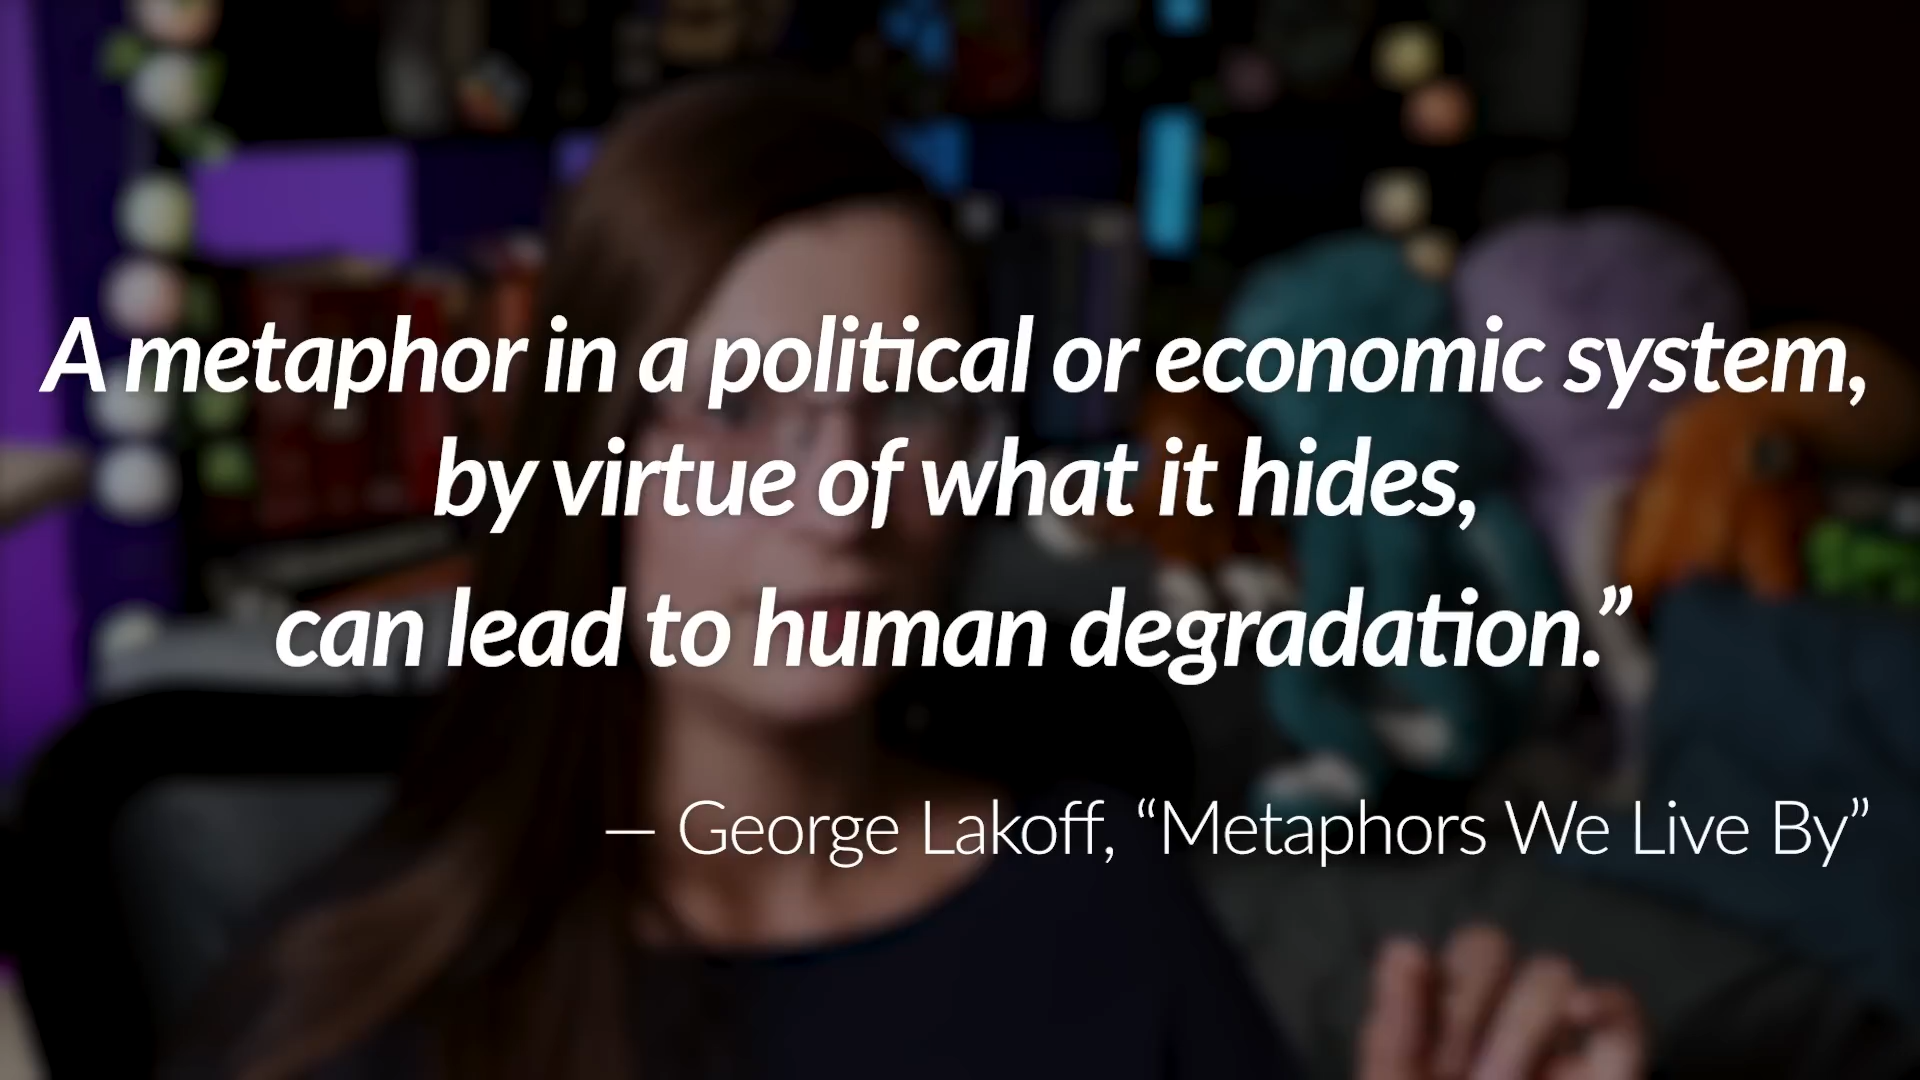 A metaphor in a political or economic system,
by virtue of what it hides,
can lead to human degradation.”
— George Lakoff, “Metaphors We Live By”